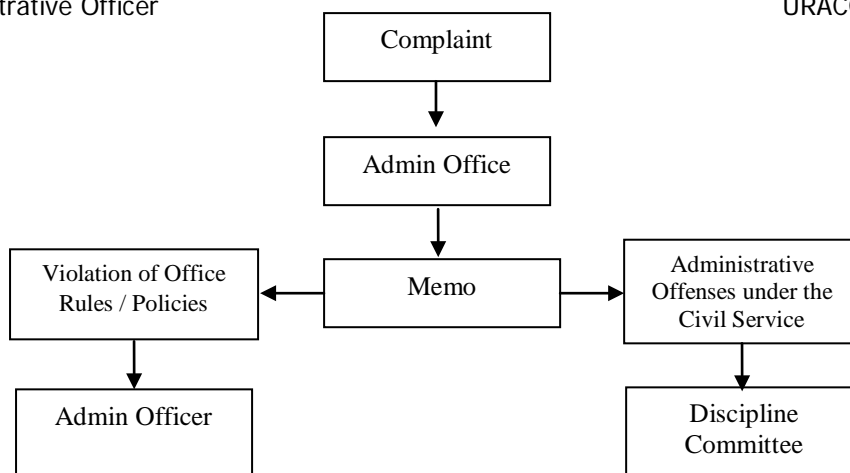 Officer
Complaint
Admin Office
Memo
Violation of Office
Rules / Policies
Administrative
Offenses under the
Civil Service
Admin Officer
Discipline
Committee